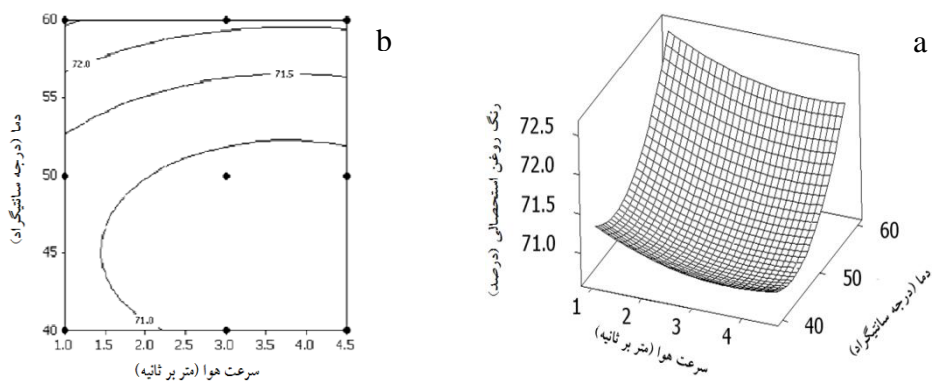 b
60
55
50
45
40
72.0
71.5
71.0
1.0 1.5 2.0 2.5 3.0 3.5 4.0 4.5
دما (درجه سانتیگراد)
سرعت هوا (متر بر ثانیه)
a
72.5
72.0
71.5
71.0
رنگ روغن استحصالی (درصد)
1 2 3 4
سرعت هوا (متر بر ثانیه)
60
50
40
دما (درجه سانتیگراد)